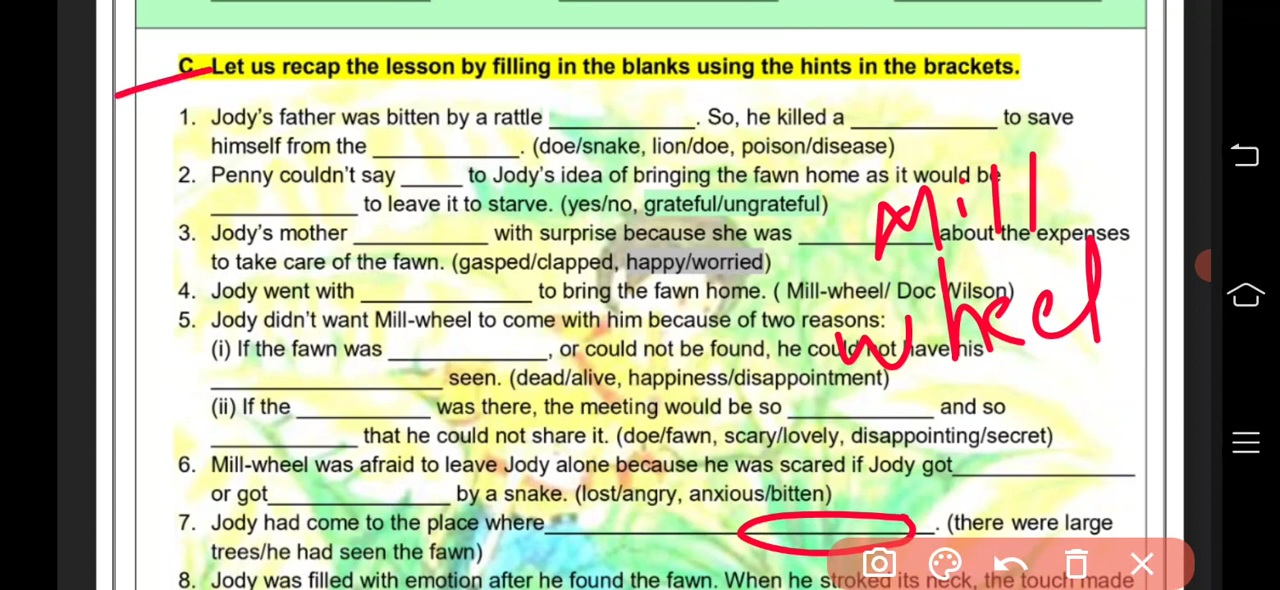 C. Let us recap the lesson by filling in the blanks using the hints in the brackets.
1. Jody's father was bitten by a rattle ____________. So, he killed a ____________ to save
himself from the ____________. (doe/snake, lion/doe, poison/disease)
2. Penny couldn't say _____ to Jody's idea of bringing the fawn home as it would be
____________ to leave it to starve. (yes/no, grateful/ungrateful)
3. Jody's mother ___________ with surprise because she was ___________ about the expenses
to take care of the fawn. (gasped/clapped, happy/worried)
4. Jody went with ______________ to bring the fawn home. ( Mill-wheel/ Doc Wilson)
5. Jody didn't want Mill-wheel to come with him because of two reasons:
(i) If the fawn was _____________, or could not be found, he could not have his
___________________ seen. (dead/alive, happiness/disappointment)
(ii) If the ___________ was there, the meeting would be so ____________ and so
____________ that he could not share it. (doe/fawn, scary/lovely, disappointing/secret)
6. Mill-wheel was afraid to leave Jody alone because he was scared if Jody got_______________
or got_______________ by a snake. (lost/angry, anxious/bitten)
7. Jody had come to the place where________________________________. (there were large
trees/he had seen the fawn)
8. Jody was filled with emotion after he found the fawn. When he stroked its neck, the touch made
Mill
wheel